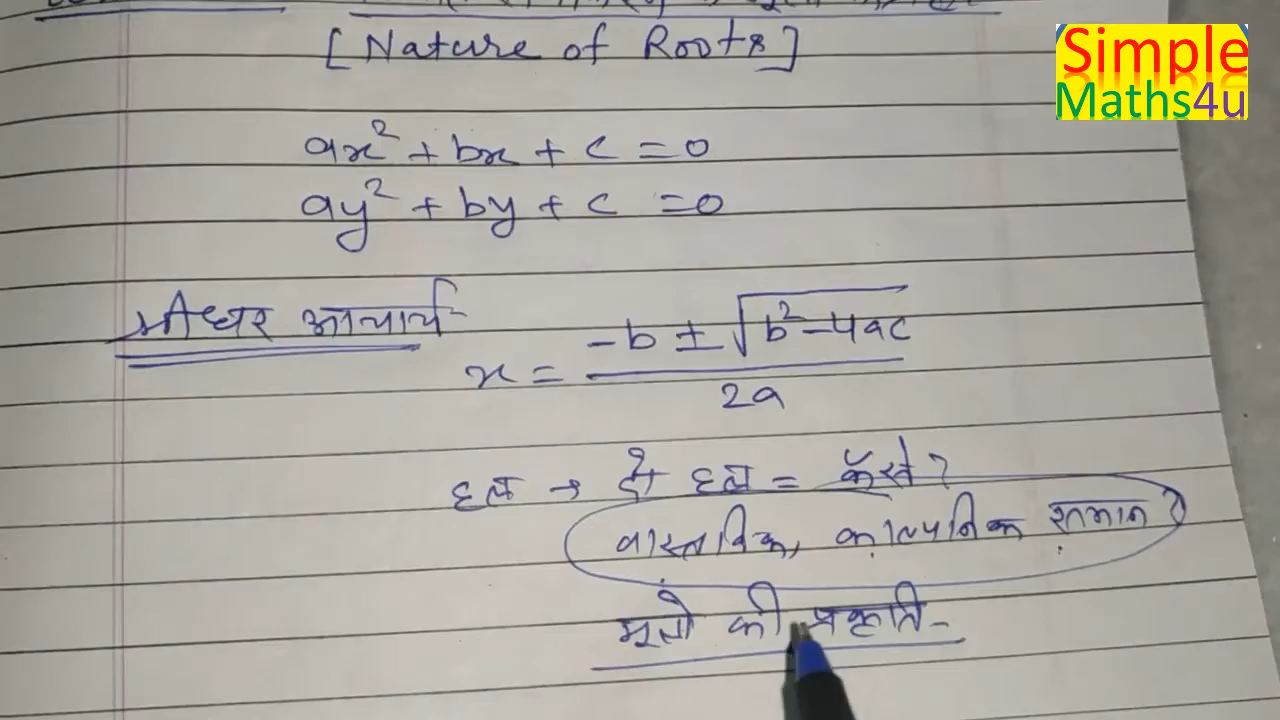 [Nature of Roots]
Simple
Maths4u
ax² + bx + c = 0
ay² + by + c = 0
श्रीधर आचार्य-
x = -b ± √b²-4ac / 2a
हल → दो हल = कैसे?
वास्तविक, काल्पनिक समान?
मूलों की प्रकृति-